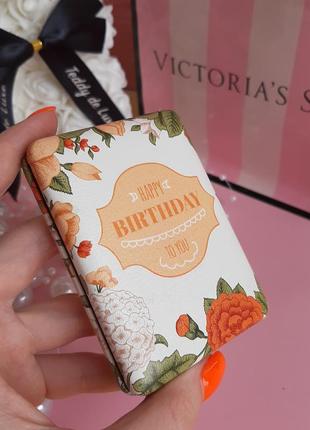 VICTORIA'S S
Teddy de Lux
HAPPY
BIRTHDAY
TO YOU